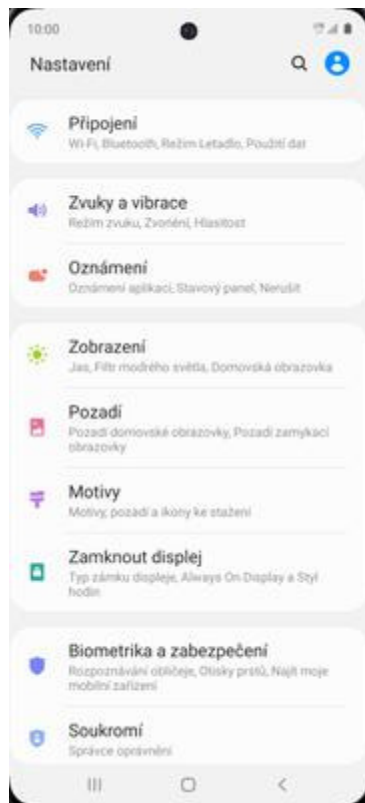 10:00
Nastavení
Připojení
Wi-Fi, Bluetooth, Režim Letadlo, Použití dat
Zvuky a vibrace
Režim zvuku, Zvonění, Hlasitost
Oznámení
Oznámení aplikací, Stavový panel, Nerušit
Zobrazení
Jas, Filtr modrého světla, Domovská obrazovka
Pozadí
Pozadí domovské obrazovky, Pozadí zamykací
obrazovky
Motivy
Motivy, pozadí a ikony ke stažení
Zamknout displej
Typ zámku displeje, Always On Display a Styl
hodin
Biometrika a zabezpečení
Rozpoznávání obličeje, Otisky prstů, Najít moje
mobilní zařízení
Soukromí
Správce oprávnění